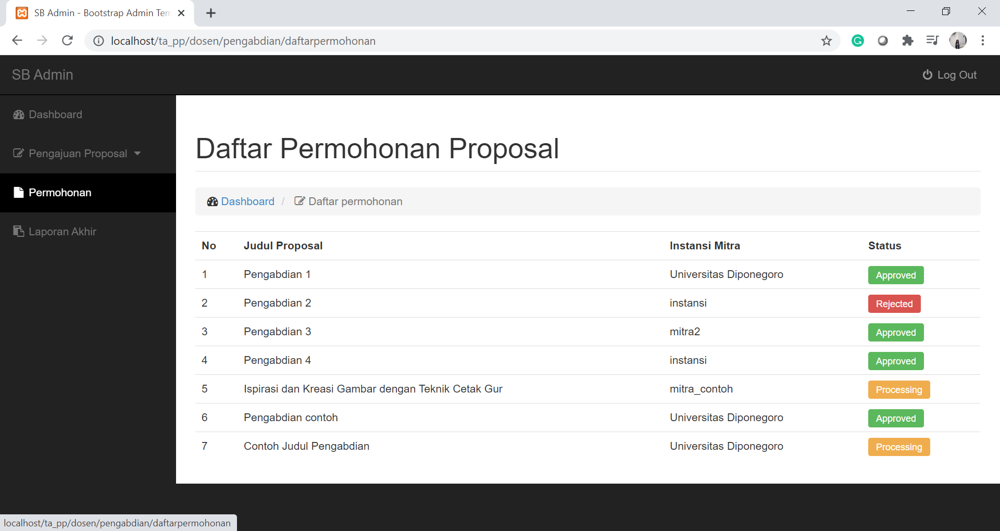 SB Admin - Bootstrap Admin Tem
localhost/ta_pp/dosen/pengabdian/daftarpermohonan
SB Admin
Log Out
Dashboard
Pengajuan Proposal
Permohonan
Laporan Akhir
Daftar Permohonan Proposal
Dashboard / Daftar permohonan
No Judul Proposal Instansi Mitra Status
1 Pengabdian 1 Universitas Diponegoro Approved
2 Pengabdian 2 instansi Rejected
3 Pengabdian 3 mitra2 Approved
4 Pengabdian 4 instansi Approved
5 Ispirasi dan Kreasi Gambar dengan Teknik Cetak Gur mitra_contoh Processing
6 Pengabdian contoh Universitas Diponegoro Approved
7 Contoh Judul Pengabdian Universitas Diponegoro Processing
localhost/ta_pp/dosen/pengabdian/daftarpermohonan